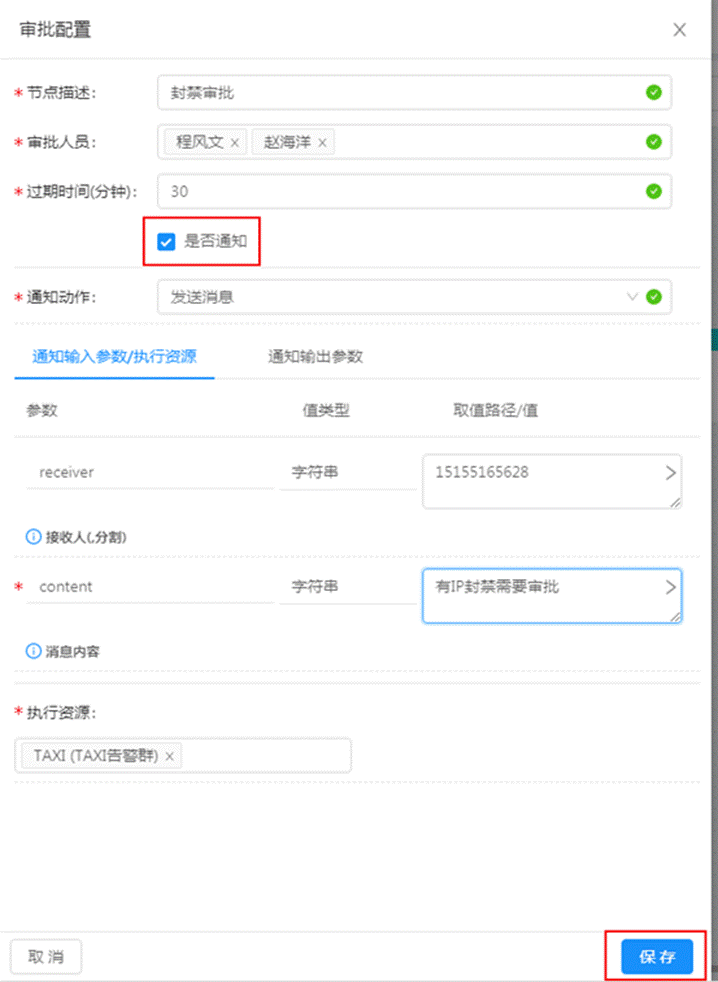 审批配置
* 节点描述: 封禁审批
* 审批人员: 程风文 × 赵海洋 ×
* 过期时间(分钟): 30
是否通知
* 通知动作: 发送消息
通知输入参数/执行资源 通知输出参数
参数 值类型 取值路径/值
receiver 字符串 15155165628
接收人(,分割)
* content 字符串 有IP封禁需要审批
消息内容
* 执行资源:
TAXI (TAXI告警群) ×
取 消 保 存